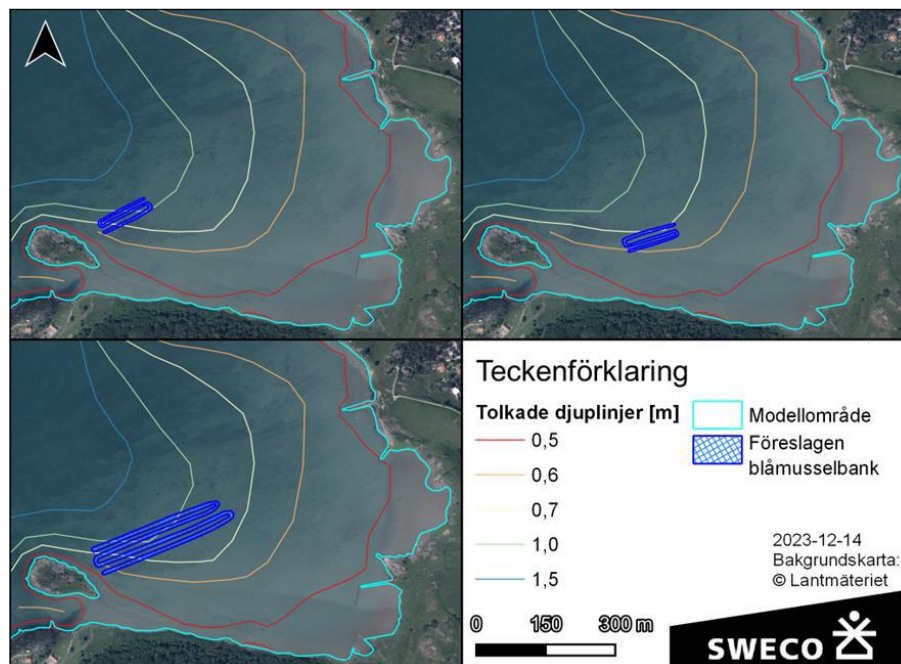 Teckenförklaring
Tolkade djuplinjer [m]
0,5
0,6
0,7
1,0
1,5
Modellområde
Föreslagen
blåmusselbank
2023-12-14
Bakgrundskarta:
© Lantmäteriet
0 150 300 m
SWECO